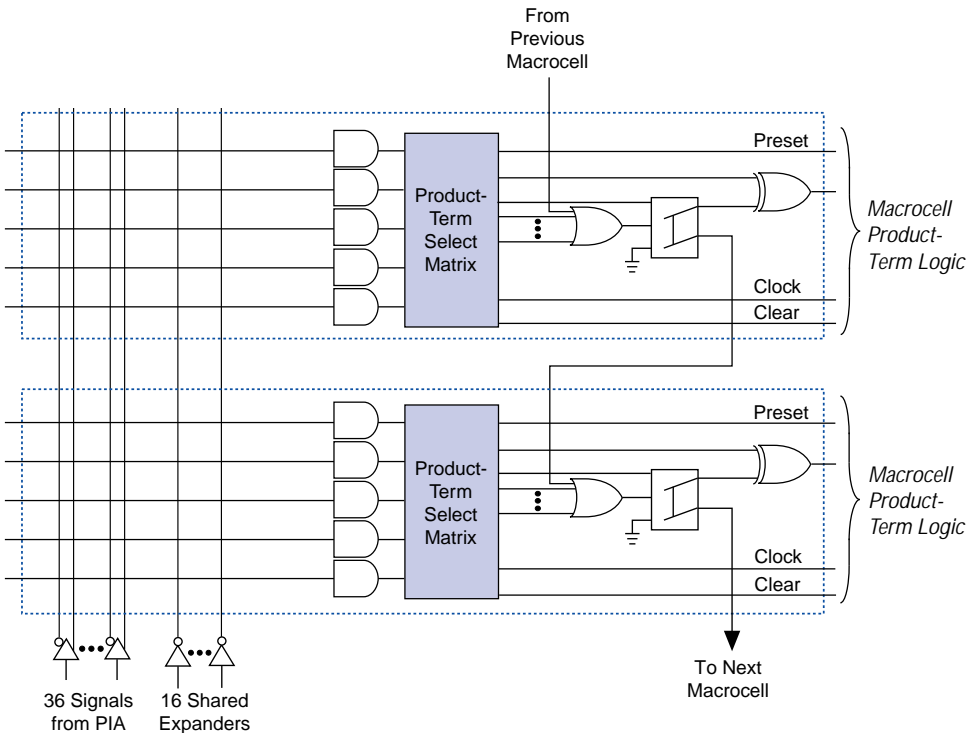 From
Previous
Macrocell
Preset
Product-
Term
Select
Matrix
Macrocell
Product-
Term Logic
Clock
Clear
Preset
Product-
Term
Select
Matrix
Macrocell
Product-
Term Logic
Clock
Clear
36 Signals
from PIA
16 Shared
Expanders
To Next
Macrocell